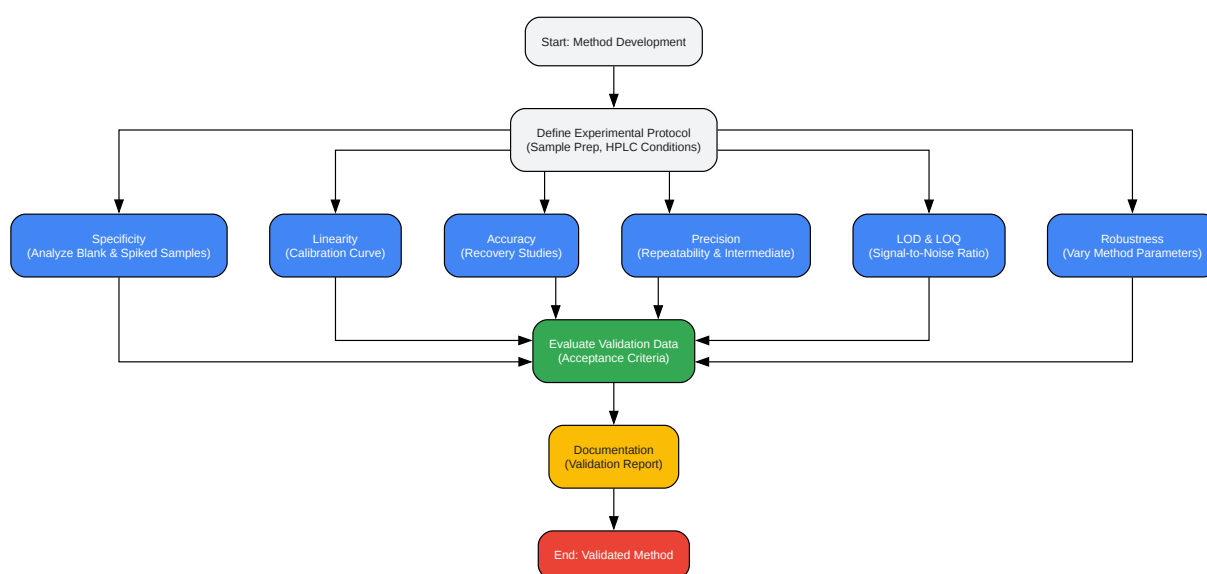 Start: Method Development
Define Experimental Protocol
(Sample Prep, HPLC Conditions)
Specificity
(Analyze Blank & Spiked Samples)
Linearity
(Calibration Curve)
Accuracy
(Recovery Studies)
Precision
(Repeatability & Intermediate)
LOD & LOQ
(Signal-to-Noise Ratio)
Robustness
(Vary Method Parameters)
Evaluate Validation Data
(Acceptance Criteria)
Documentation
(Validation Report)
End: Validated Method